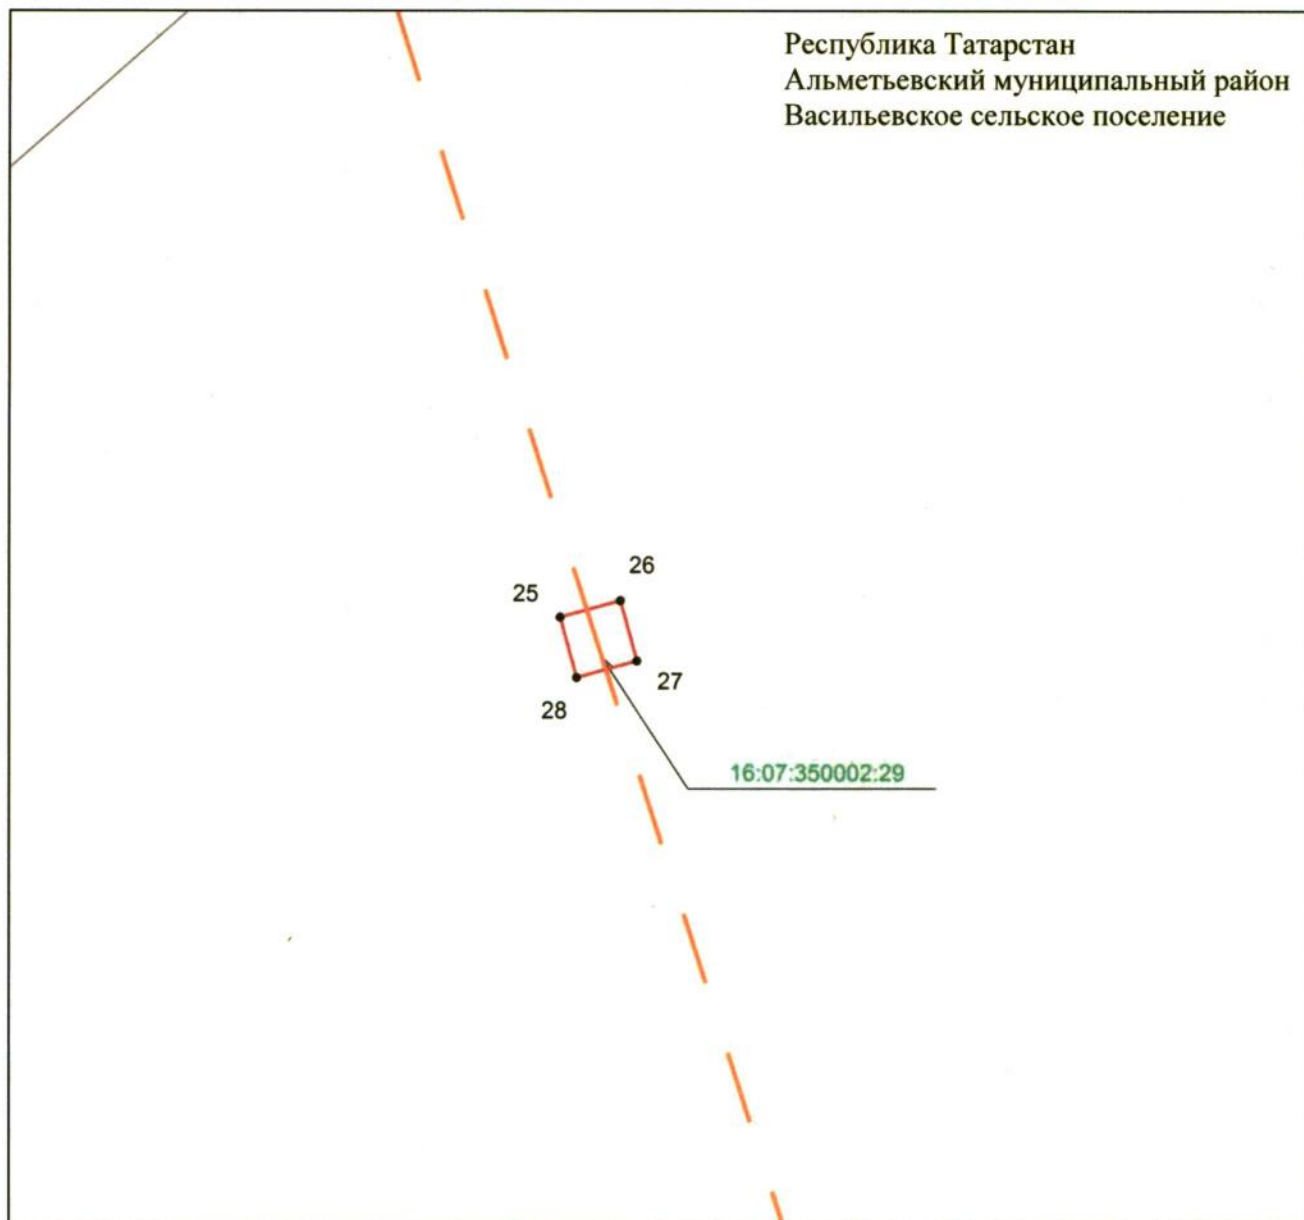 Республика Татарстан
Альметьевский муниципальный район
Васильевское сельское поселение
26
25
27
28
16:07:350002:29